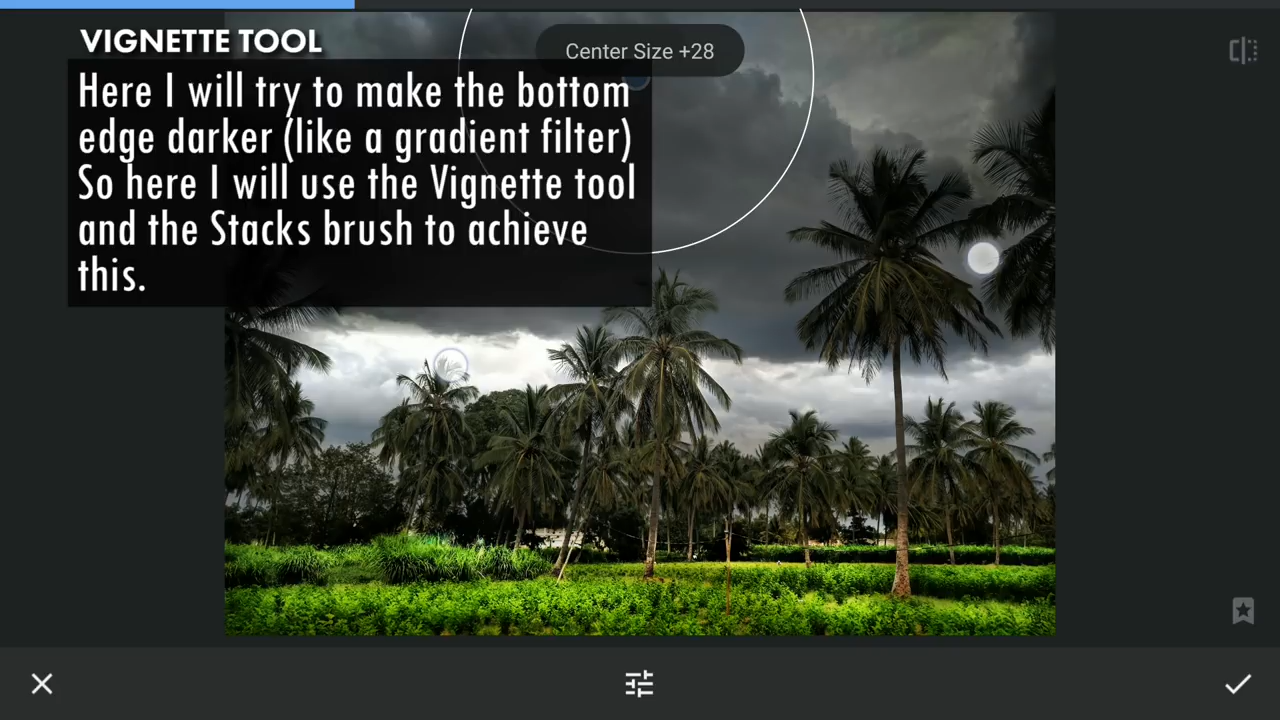 VIGNETTE TOOL
Center Size +28
Here I will try to make the bottom
edge darker (like a gradient filter)
So here I will use the Vignette tool
and the Stacks brush to achieve
this.